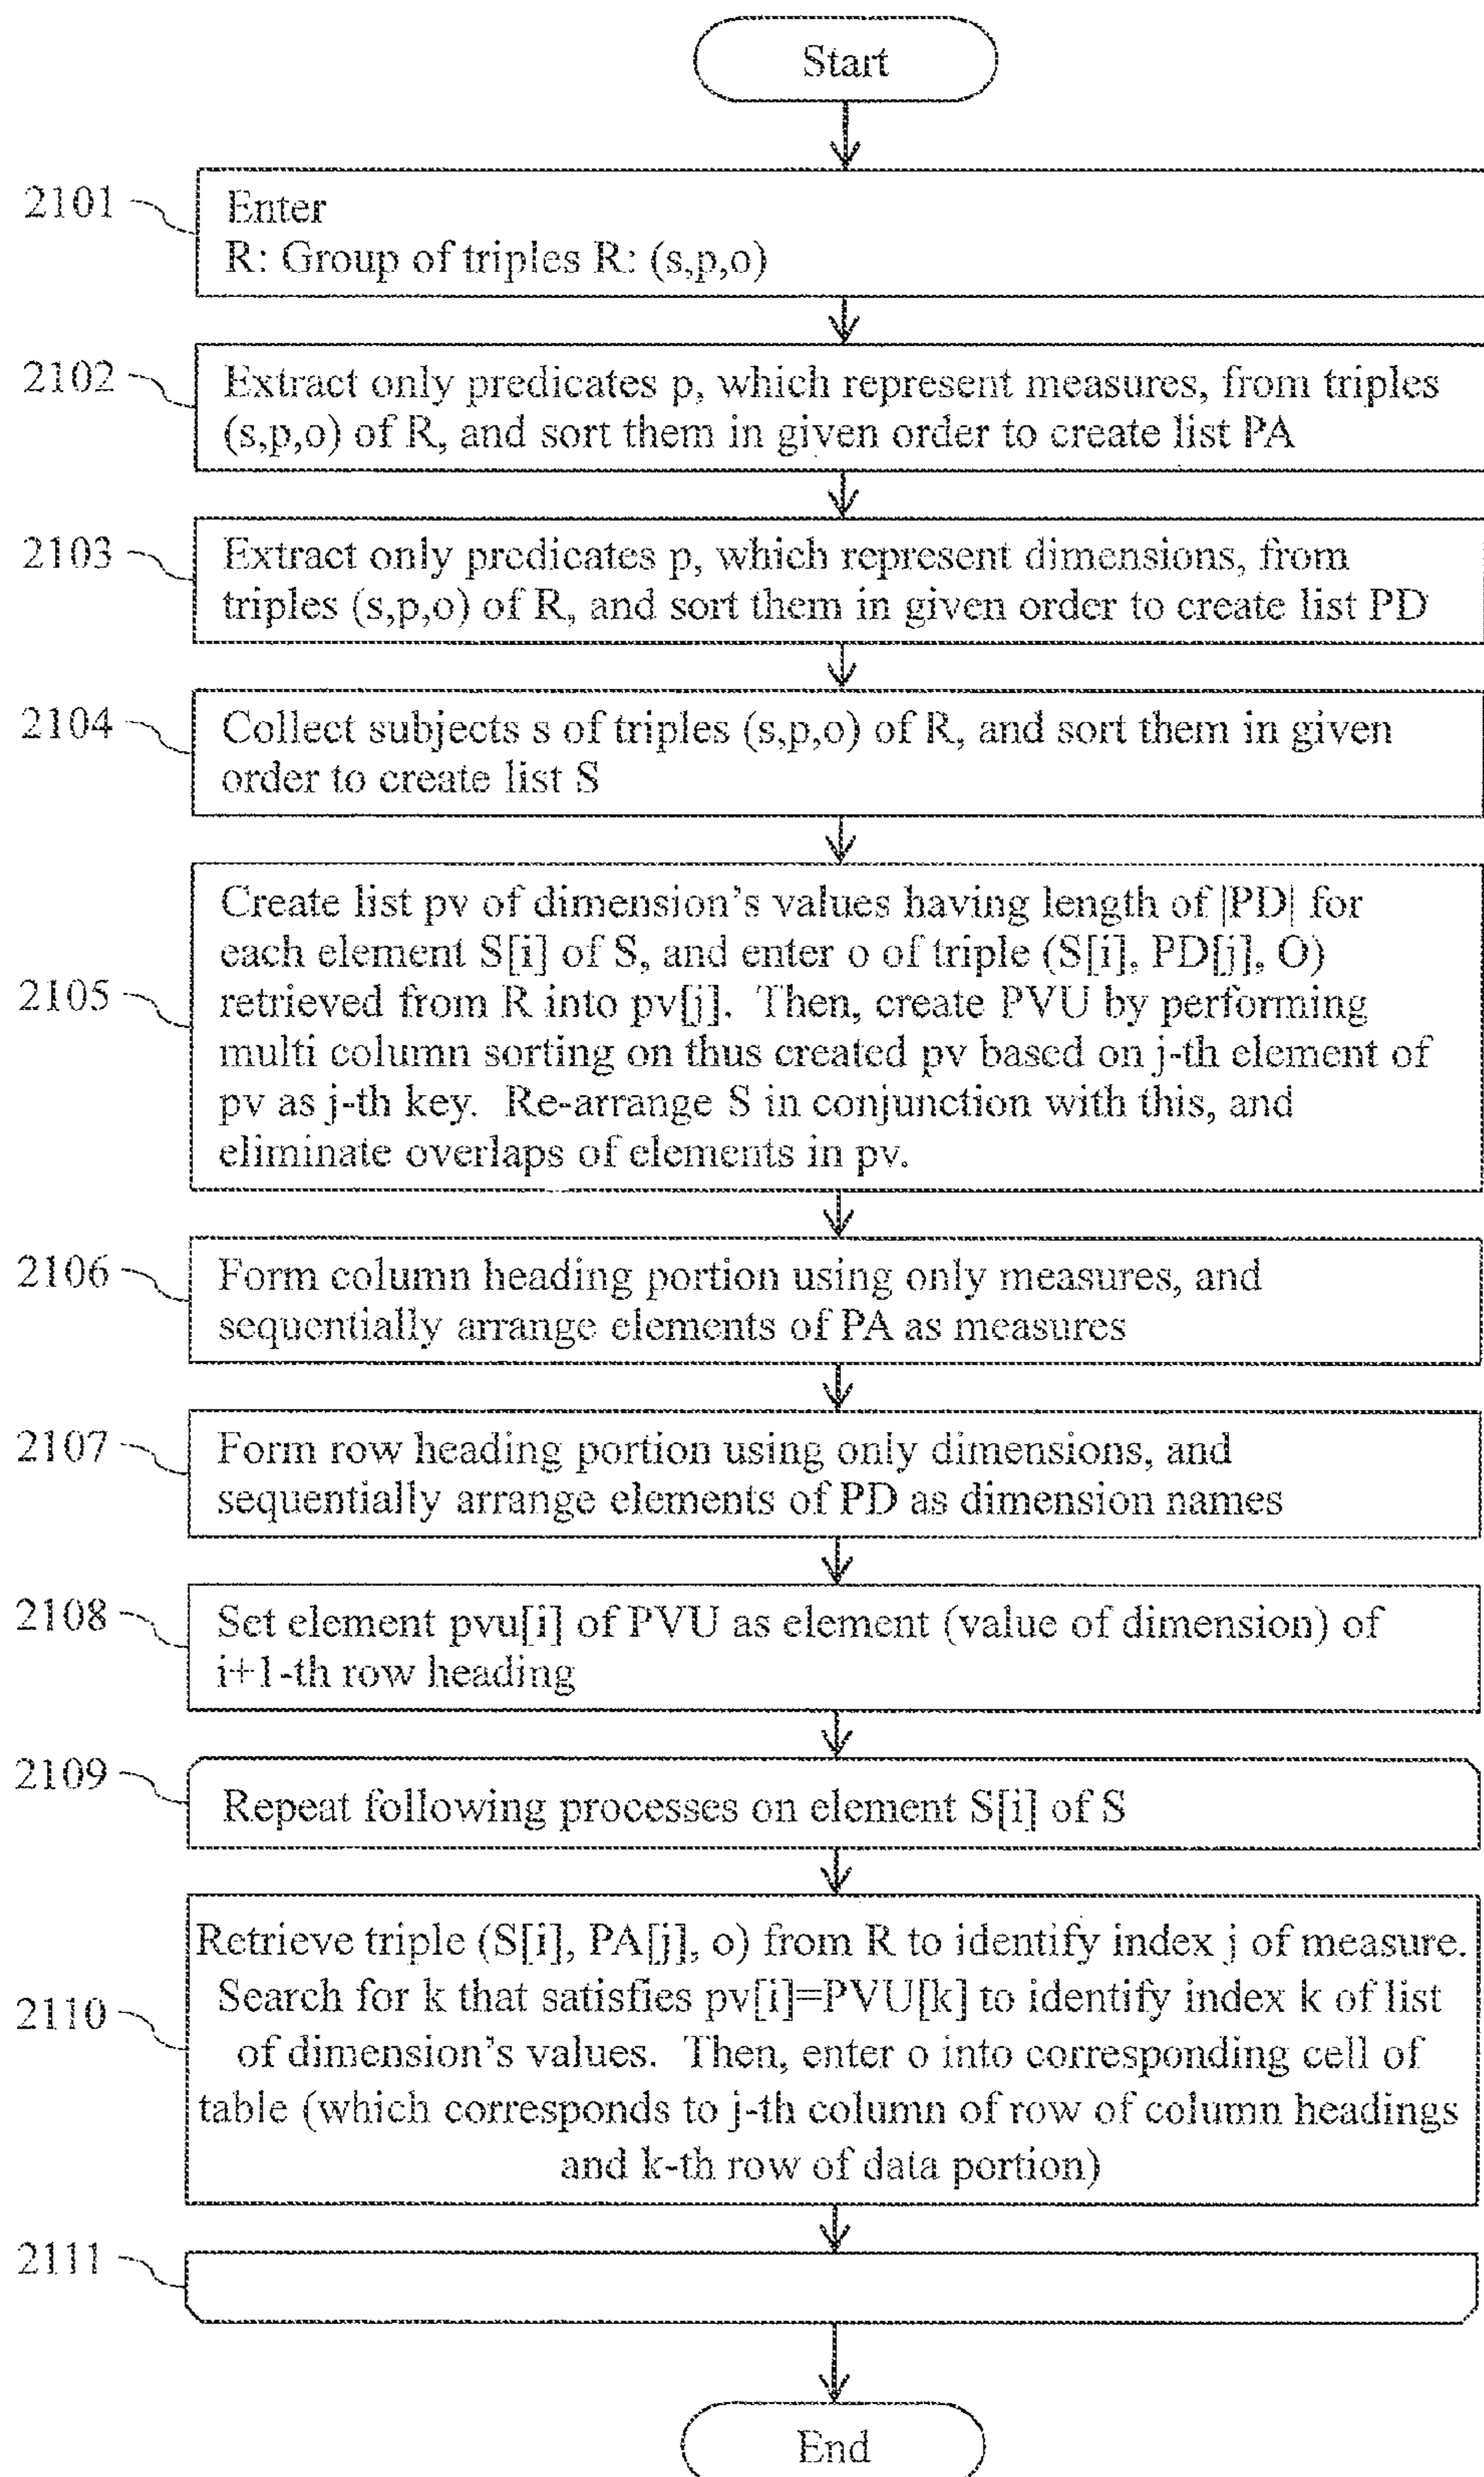 Start
2101
Enter
R: Group of triples R: (s,p,o)
2102
Extract only predicates p, which represent measures, from triples
(s,p,o) of R, and sort them in given order to create list PA
2103
Extract only predicates p, which represent dimensions, from
triples (s,p,o) of R, and sort them in given order to create list PD
2104
Collect subjects s of triples (s,p,o) of R, and sort them in given
order to create list S
2105
Create list pv of dimension's values having length of |PD| for
each element S[i] of S, and enter o of triple (S[i], PD[j], O)
retrieved from R into pv[j]. Then, create PVU by performing
multi column sorting on thus created pv based on j-th element of
pv as j-th key. Re-arrange S in conjunction with this, and
eliminate overlaps of elements in pv.
2106
Form column heading portion using only measures, and
sequentially arrange elements of PA as measures
2107
Form row heading portion using only dimensions, and
sequentially arrange elements of PD as dimension names
2108
Set element pvu[i] of PVU as element (value of dimension) of
i+1-th row heading
2109
Repeat following processes on element S[i] of S
2110
Retrieve triple (S[i], PA[j], o) from R to identify index j of measure.
Search for k that satisfies pv[i]=PVU[k] to identify index k of list
of dimension's values. Then, enter o into corresponding cell of
table (which corresponds to j-th column of row of column headings
and k-th row of data portion)
2111
End